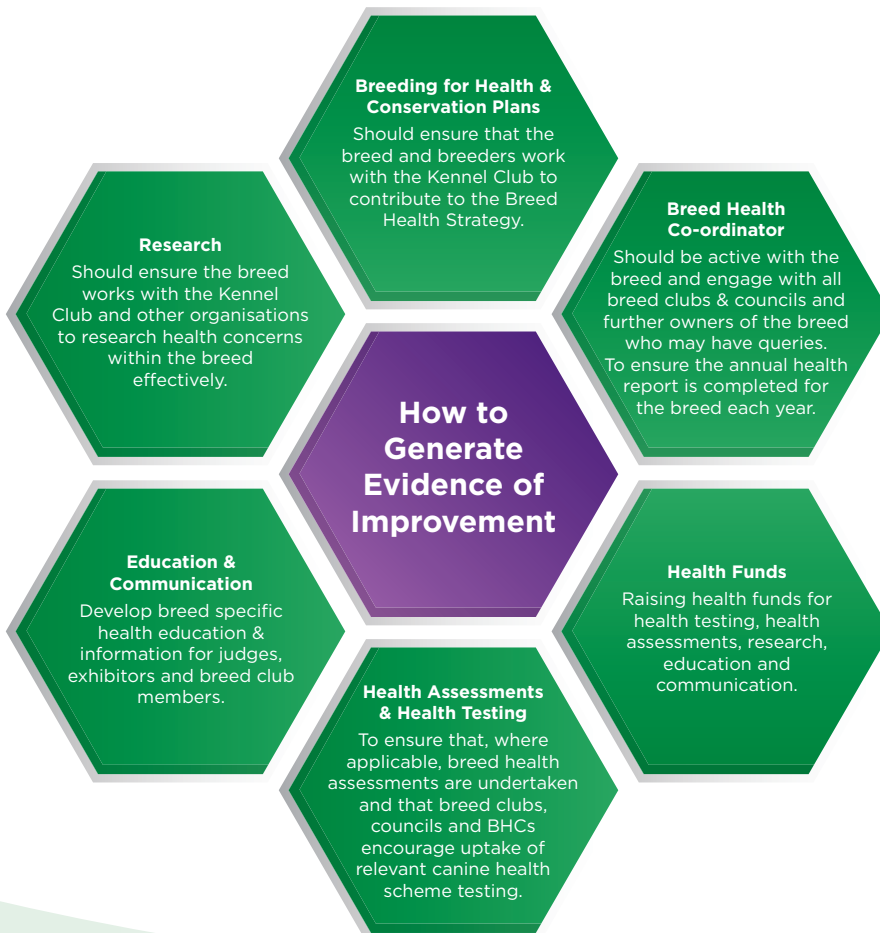 Breeding for Health &
Conservation Plans
Should ensure that the
breed and breeders work
with the Kennel Club to
contribute to the Breed
Health Strategy.
Research
Should ensure the breed
works with the Kennel
Club and other organisations
to research health concerns
within the breed
effectively.
Breed Health
Co-ordinator
Should be active with the
breed and engage with all
breed clubs & councils and
further owners of the breed
who may have queries.
To ensure the annual health
report is completed for
the breed each year.
How to
Generate
Evidence of
Improvement
Education &
Communication
Develop breed specific
health education &
information for judges,
exhibitors and breed club
members.
Health Funds
Raising health funds for
health testing, health
assessments, research,
education and
communication.
Health Assessments
& Health Testing
To ensure that, where
applicable, breed health
assessments are undertaken
and that breed clubs,
councils and BHCs
encourage uptake of
relevant canine health
scheme testing.